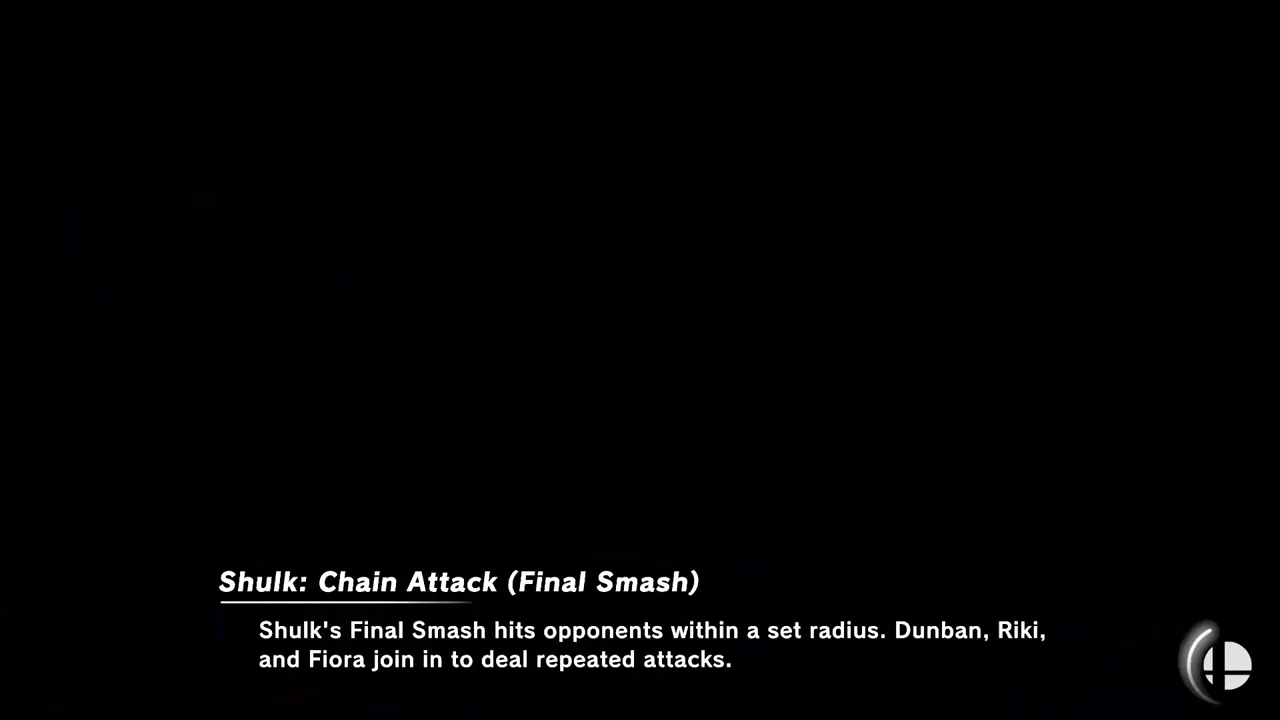 Shulk: Chain Attack (Final Smash)
Shulk's Final Smash hits opponents within a set radius. Dunban, Riki,
and Fiora join in to deal repeated attacks.